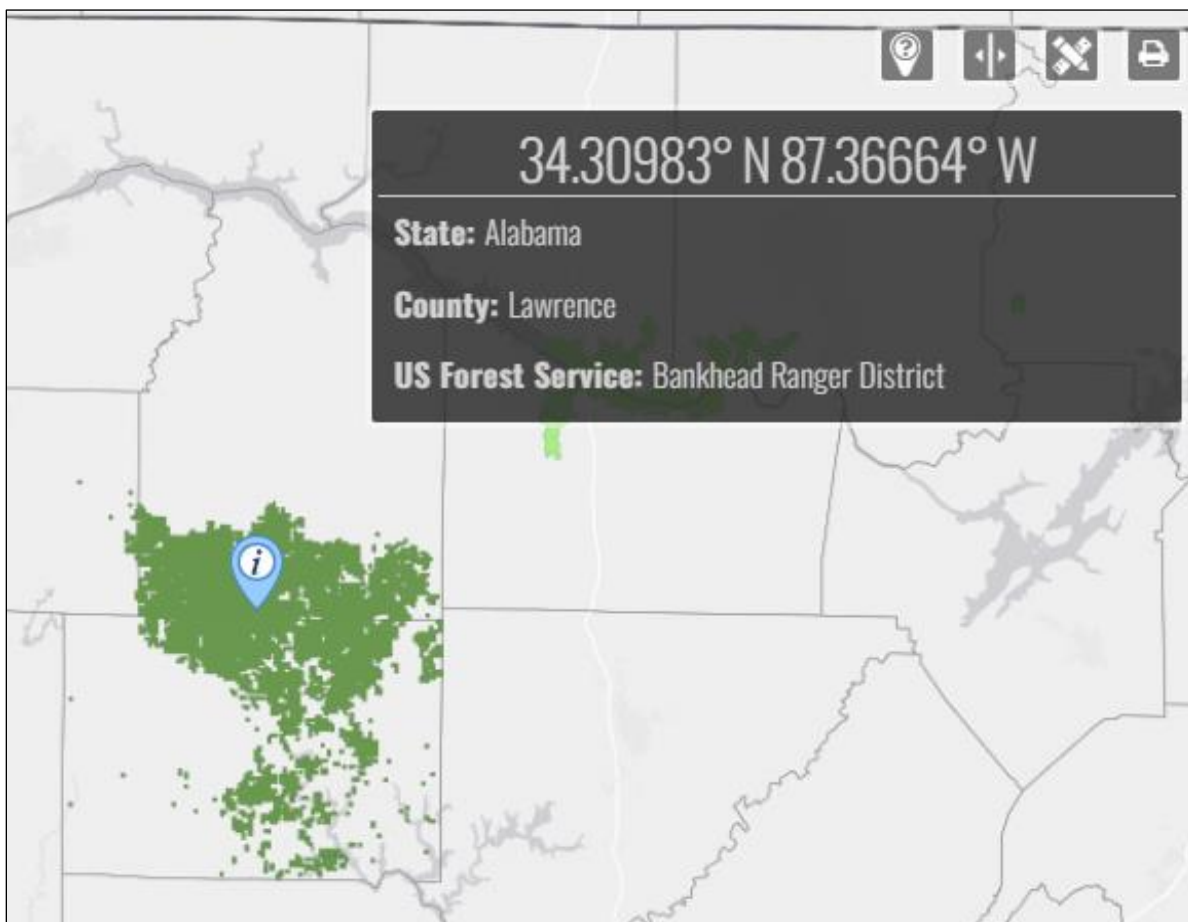 34.30983° N 87.36664° W
State: Alabama
County: Lawrence
US Forest Service: Bankhead Ranger District